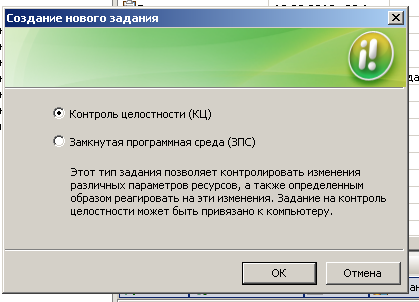 Создание нового задания
Контроль целостности (КЦ)
Замкнутая программная среда (ЗПС)
Этот тип задания позволяет контролировать изменения
различных параметров ресурсов, а также определенным
образом реагировать на эти изменения. Задание на контроль
целостности может быть привязано к компьютеру.
ОК
Отмена